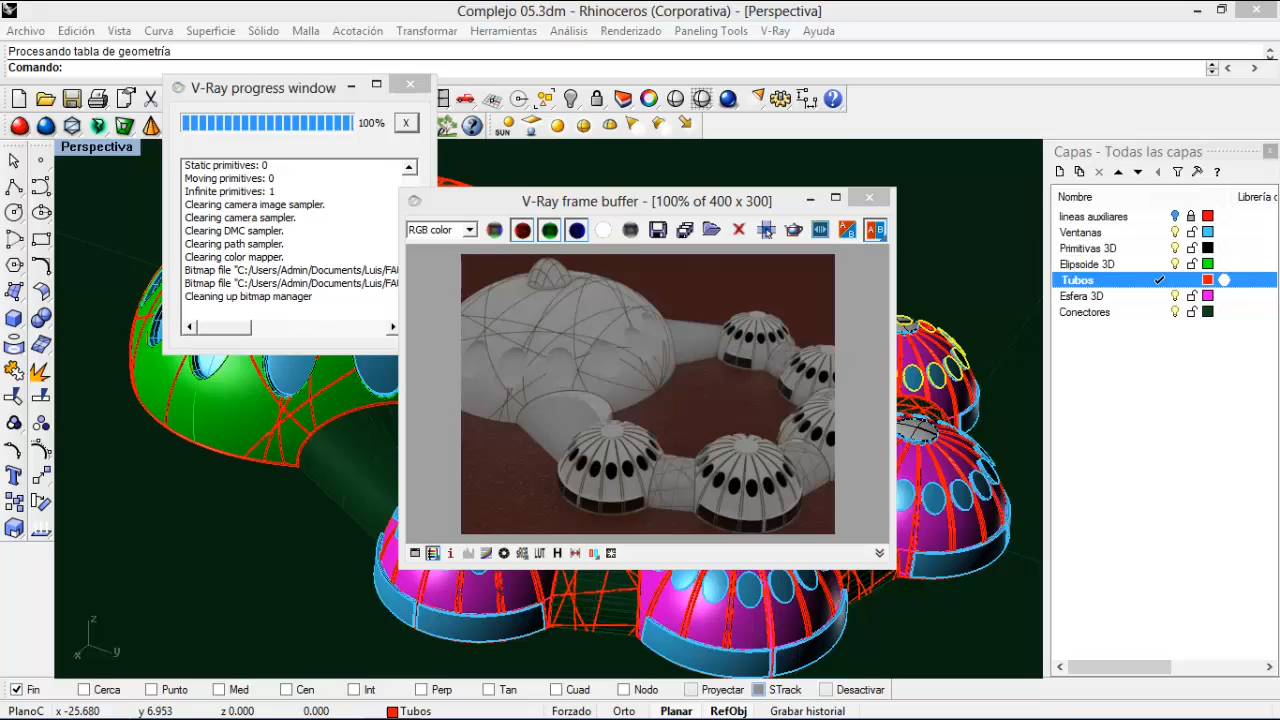 Complejo 05.3dm - Rhinoceros (Corporativa) - [Perspectiva]
Archivo Edición Vista Curva Superficie Sólido Malla Acotación Transformar Herramientas Análisis Renderizado Paneling Tools V-Ray Ayuda
Procesando tabla de geometría
Comando:
V-Ray progress window
100%
X
SUN
Perspectiva
Static primitives: 0
Moving primitives: 0
Infinite primitives: 1
Clearing camera image sampler.
Clearing camera sampler.
Clearing DMC sampler.
Clearing path sampler.
Clearing color mapper.
Bitmap file "C:/Users/Admin/Documents/Luis/FAU
Bitmap file "C:/Users/Admin/Documents/Luis/FAU
Cleaning up bitmap manager
V-Ray frame buffer - [100% of 400 x 300]
RGB color
LUT H
Capas - Todas las capas
Nombre Librería d
lineas auxiliares
Ventanas
Primitivas 3D
Elipsoide 3D
Tubos
Esfera 3D
Conectores
z
x y
Fin Cerca Punto Med Cen Int Perp Tan Cuad Nodo Proyectar STrack Desactivar
PlanoC x -25.680 y 6.953 z 0.000 0.000 Tubos Forzado Orto Planar RefObj Grabar historial